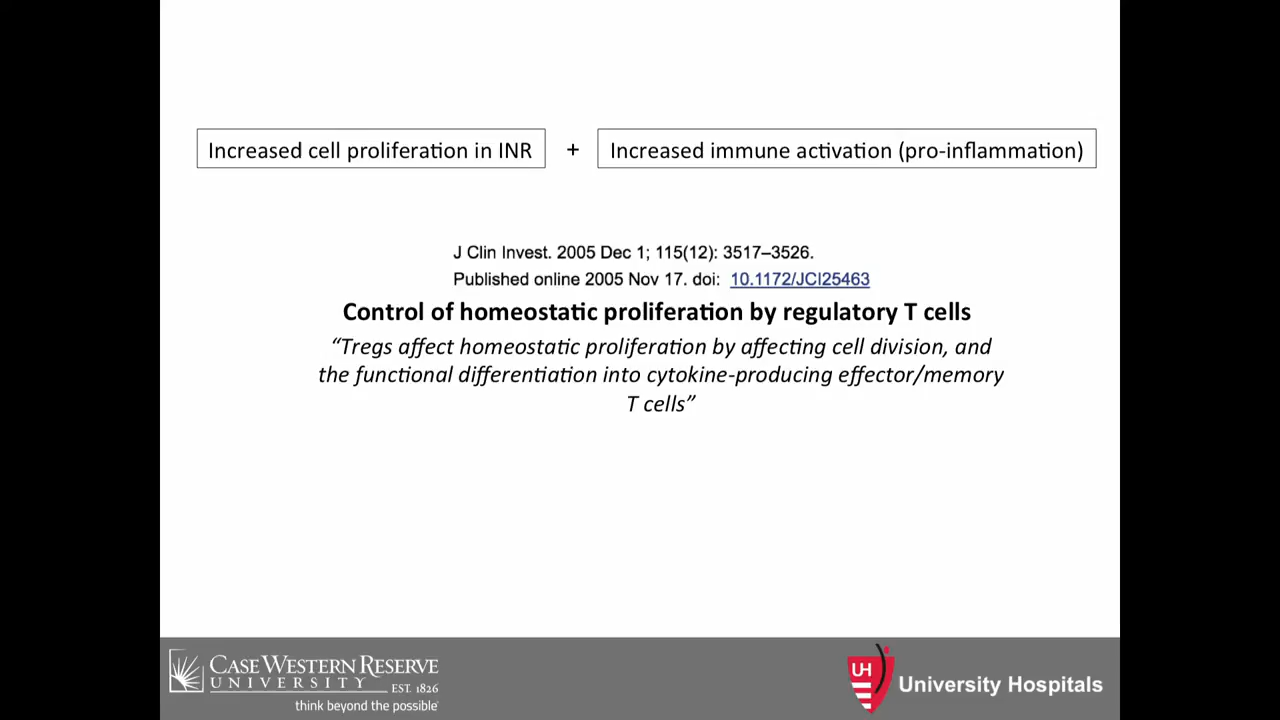 Increased cell proliferation in INR + Increased immune activation (pro-inflammation)
J Clin Invest. 2005 Dec 1; 115(12): 3517–3526.
Published online 2005 Nov 17. doi: 10.1172/JCI25463
Control of homeostatic proliferation by regulatory T cells
“Tregs affect homeostatic proliferation by affecting cell division, and
the functional differentiation into cytokine-producing effector/memory
T cells”
CASE WESTERN RESERVE
UNIVERSITY EST. 1826
think beyond the possible
UH
University Hospitals